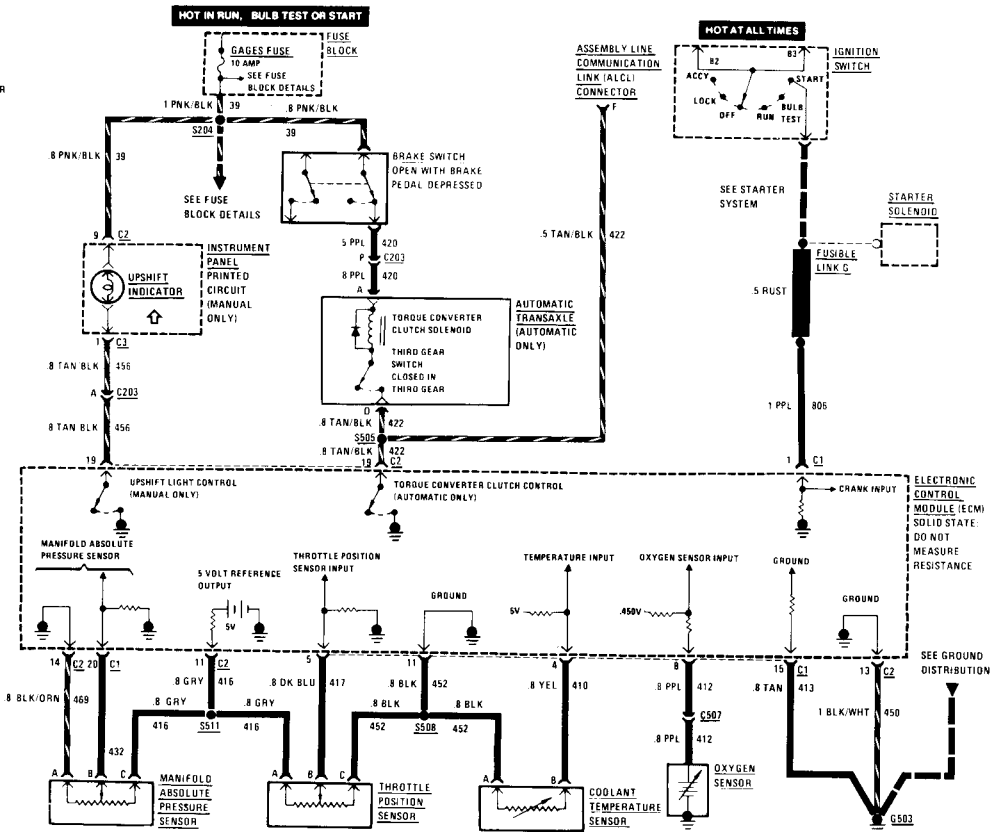 HOT IN RUN, BULB TEST OR START
HOT AT ALL TIMES
R
FUSE
BLOCK
GAGES FUSE
10 AMP
SEE FUSE
BLOCK DETAILS
ASSEMBLY LINE
COMMUNICATION
LINK (ALCL)
CONNECTOR
F
B2
B3
IGNITION
SWITCH
ACCY
LOCK
OFF
RUN
BULB
TEST
START
1 PNK/BLK
39
.8 PNK/BLK
39
S204
.8 PNK/BLK
39
SEE FUSE
BLOCK DETAILS
BRAKE SWITCH
OPEN WITH BRAKE
PEDAL DEPRESSED
SEE STARTER
SYSTEM
STARTER
SOLENOID
FUSIBLE
LINK G
.5 RUST
.5 TAN/BLK
422
9
C2
INSTRUMENT
PANEL
PRINTED
CIRCUIT
(MANUAL
ONLY)
UPSHIFT
INDICATOR
1
C3
5 PPL
420
P
C203
8 PPL
420
A
AUTOMATIC
TRANSAXLE
(AUTOMATIC
ONLY)
TORQUE CONVERTER
CLUTCH SOLENOID
THIRD GEAR
SWITCH
CLOSED IN
THIRD GEAR
D
.8 TAN BLK
456
A
C203
8 TAN BLK
456
.8 TAN/BLK
422
S505
.8 TAN/BLK
422
1 PPL
806
19
19
C2
1
C1
UPSHIFT LIGHT CONTROL
(MANUAL ONLY)
TORQUE CONVERTER CLUTCH CONTROL
(AUTOMATIC ONLY)
CRANK INPUT
ELECTRONIC
CONTROL
MODULE (ECM)
SOLID STATE:
DO NOT
MEASURE
RESISTANCE
MANIFOLD ABSOLUTE
PRESSURE SENSOR
5 VOLT REFERENCE
OUTPUT
5V
THROTTLE POSITION
SENSOR INPUT
GROUND
TEMPERATURE INPUT
5V
OXYGEN SENSOR INPUT
.450V
GROUND
GROUND
14
C2
20
C1
11
C2
5
11
4
B
15
C1
13
C2
SEE GROUND
DISTRIBUTION
.8 BLK/ORN
469
432
.8 GRY
416
.8 GRY
416
.8 GRY
416
S511
.8 DK BLU
417
.8 BLK
452
.8 BLK
452
.8 BLK
452
S508
.8 YEL
410
.8 PPL
412
C507
.8 PPL
412
.8 TAN
413
1 BLK/WHT
450
A
B
C
MANIFOLD
ABSOLUTE
PRESSURE
SENSOR
A
B
C
THROTTLE
POSITION
SENSOR
A
B
COOLANT
TEMPERATURE
SENSOR
OXYGEN
SENSOR
G503